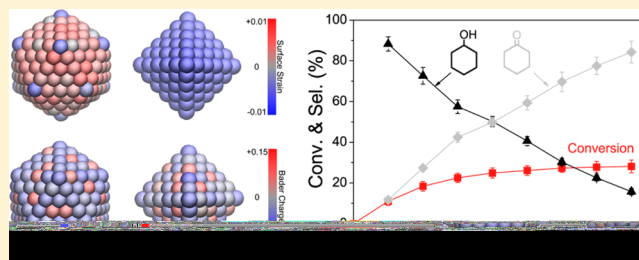 +0.01
Surface Strain
0
-0.01
+0.15
Bader Charge
0
Conv. & Sel. (%)
100
80
60
40
20
0
OH
O
Conversion